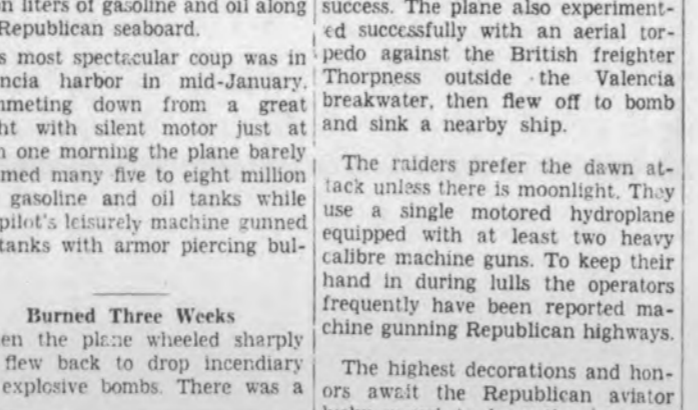 n liters of gasoline and oil along
Republican seaboard.
s most spectacular coup was in
ncia harbor in mid-January.
nmeting down from a great
ht with silent motor just at
n one morning the plane barely
med many five to eight million
gasoline and oil tanks while
pilot's leisurely machine gunned
tanks with armor piercing bul-
Burned Three Weeks
en the plane wheeled sharply
flew back to drop incendiary
explosive bombs. There was a
success. The plane also experiment-
ed successfully with an aerial tor-
pedo against the British freighter
Thorpness outside the Valencia
breakwater, then flew off to bomb
and sink a nearby ship.
The raiders prefer the dawn at-
tack unless there is moonlight. They
use a single motored hydroplane
equipped with at least two heavy
calibre machine guns. To keep their
hand in during lulls the operators
frequently have been reported ma-
chine gunning Republican highways.
The highest decorations and hon-
ors await the Republican aviator